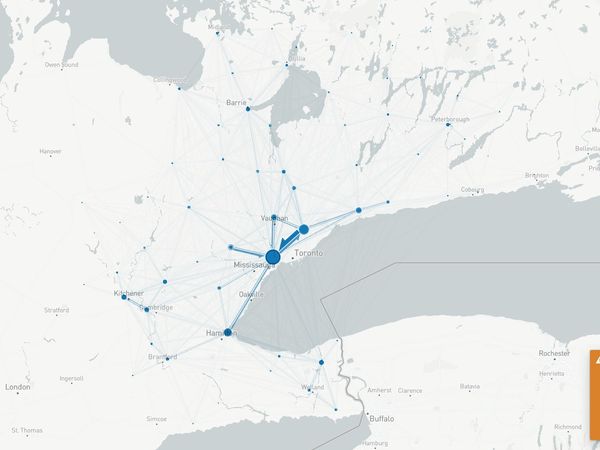 Midland
Orillia
Owen Sound
Collingwood
Barrie
Peterborough
Belleville
Hanover
Brighton
Cobourg
Vaughan
Toronto
Mississauga
Oakville
Kitchener
Cambridge
Stratford
Hamilton
Brantford
Rochester
Henrietta
London
Ingersoll
Welland
Amherst
Clarence
Batavia
Simcoe
Buffalo
St. Thomas
Richmond
Hamburg